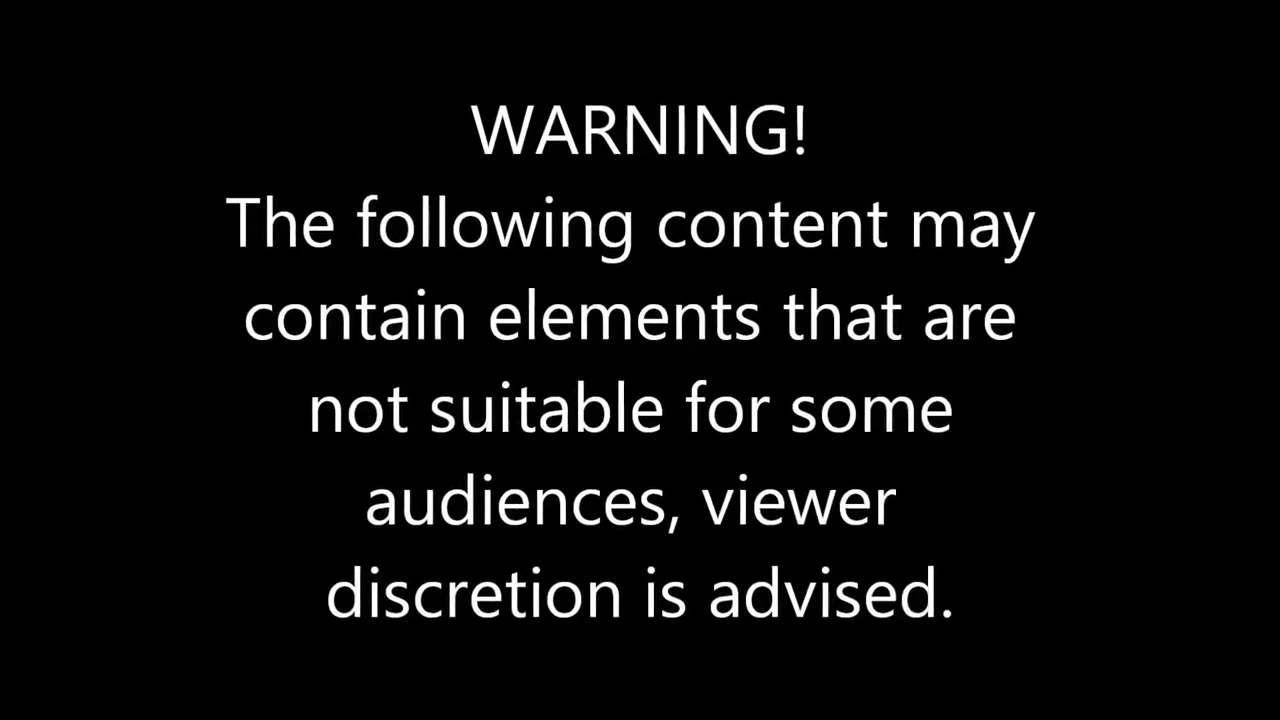 WARNING!
The following content may
contain elements that are
not suitable for some
audiences, viewer
discretion is advised.